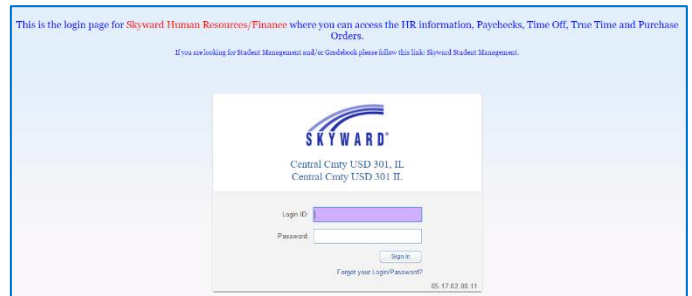 This is the login page for Skyward Human Resources/Finance where you can access the HR information, Paychecks, Time Off, True Time and Purchase
Orders.
If you are looking for Student Management and/or Gradebook please follow this link: Skyward Student Management.
SKYWARD
Central Cmty USD 301, IL
Central Cmty USD 301 IL
Login ID:
Password:
Sign In
Forgot your Login/Password?
05.17.02.00.11